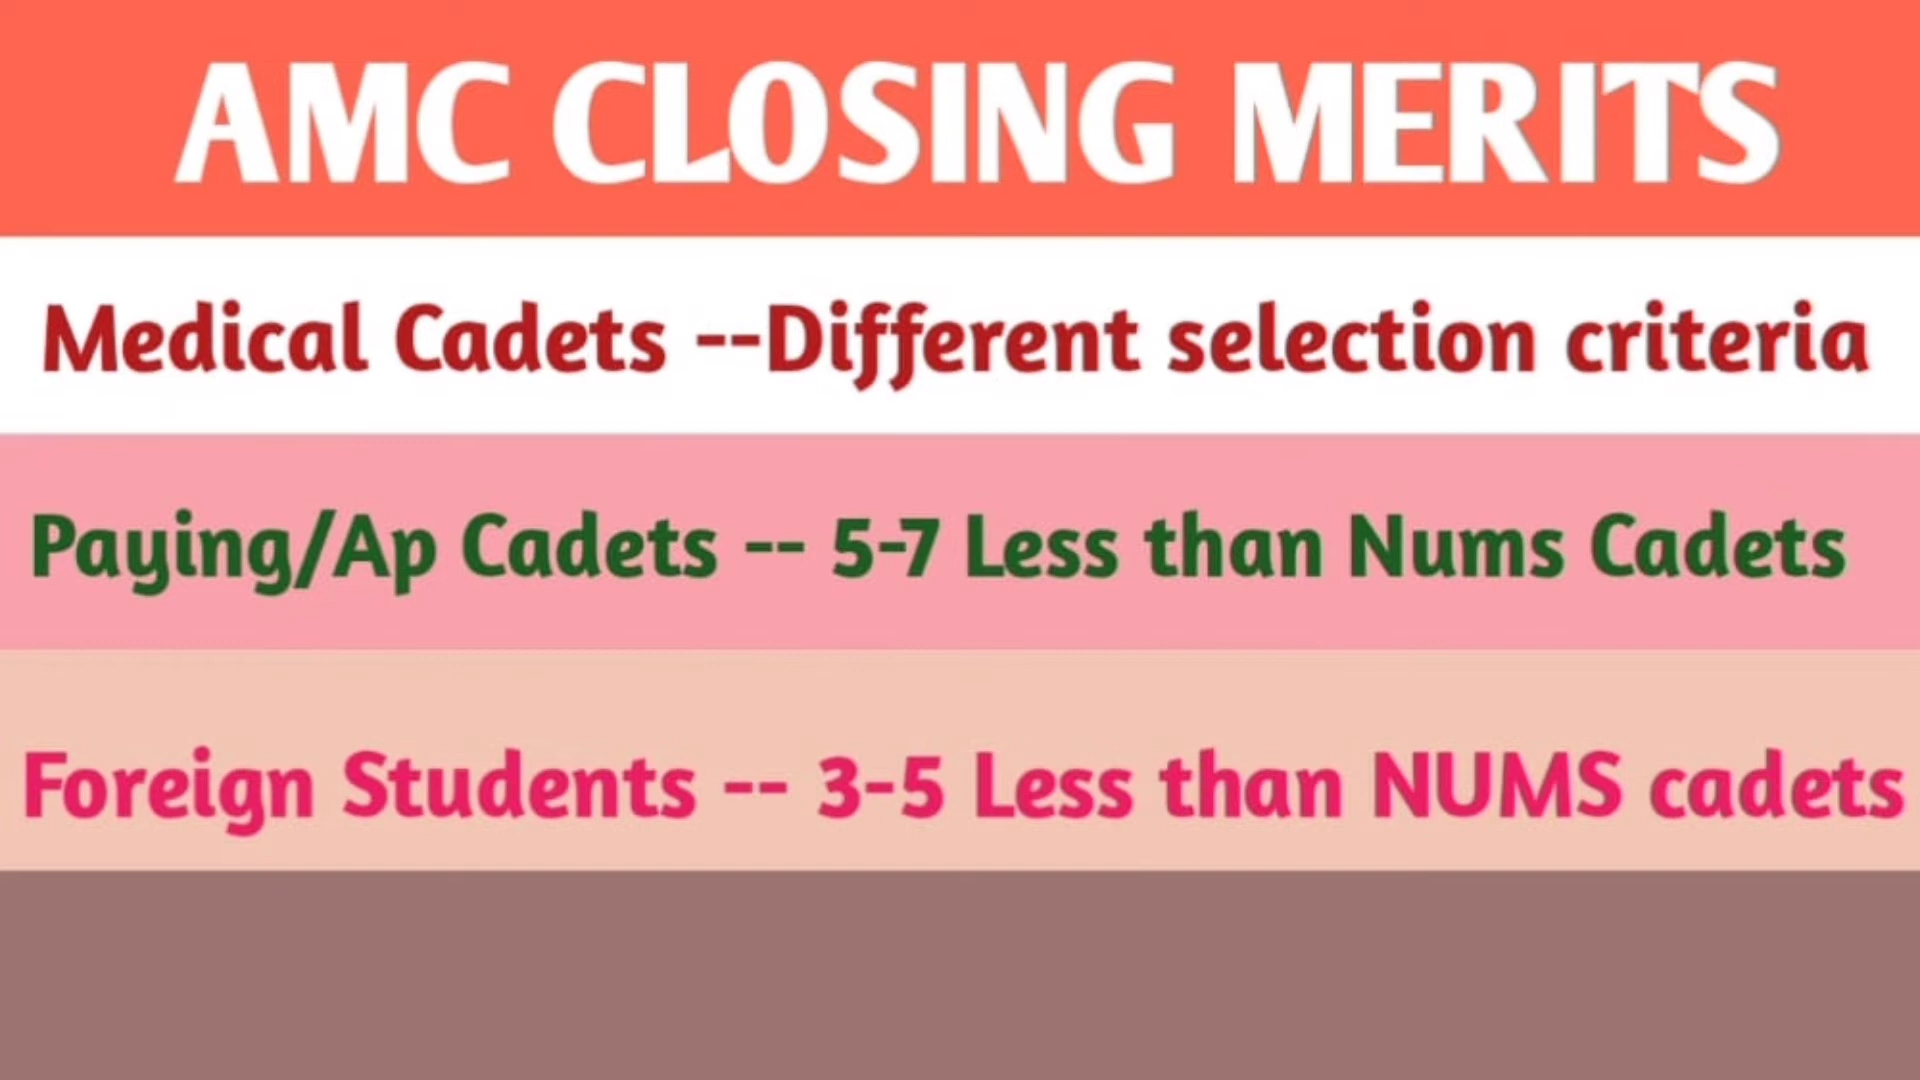 AMC CLOSING MERITS
Medical Cadets --Different selection criteria
Paying/Ap Cadets -- 5-7 Less than Nums Cadets
Foreign Students -- 3-5 Less than NUMS cadets